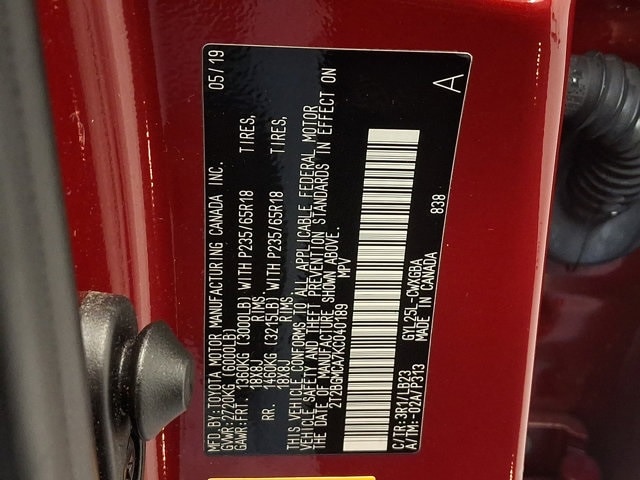 MFD.BY:TOYOTA MOTOR MANUFACTURING CANADA INC. 05/19
GVWR:2720KG(6000LB)
GAWR:FRT. 1360KG(3000LB) WITH P235/65R18 TIRES,
18X8J RIMS.
RR. 1460KG(3215LB) WITH P235/65R18 TIRES,
18X8J RIMS.
THIS VEHICLE CONFORMS TO ALL APPLICABLE FEDERAL MOTOR
VEHICLE SAFETY AND THEFT PREVENTION STANDARDS IN EFFECT ON
THE DATE OF MANUFACTURE SHOWN ABOVE.
2T2BGMCA7KC040189 MPV
838
C/TR:3R1/LB23 GYL25L-CWXGBA
A/TM:-02A/P313 MADE IN CANADA
A